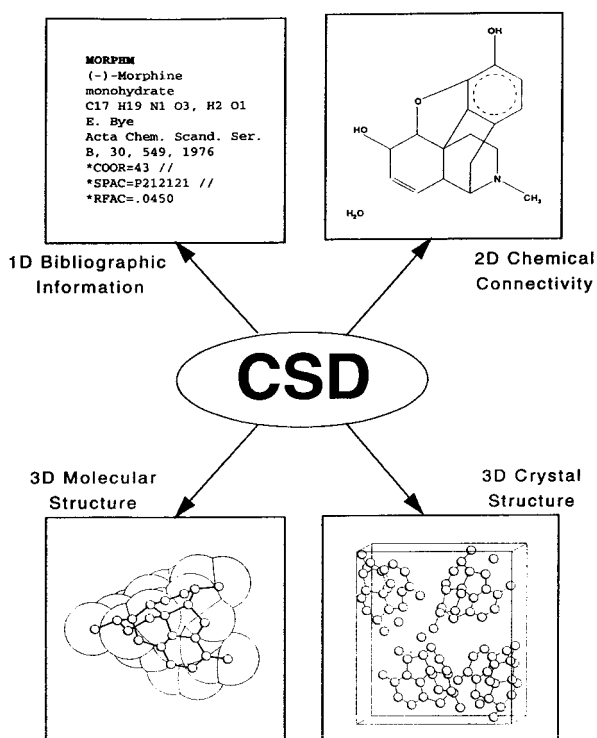 MORPHM
(-)-Morphine
monohydrate
C17 H19 N1 O3, H2 O1
E. Bye
Acta Chem. Scand. Ser.
B, 30, 549, 1976
*COOR=43 //
*SPAC=P212121 //
*RFAC=.0450
OH
O
HO
N
CH₃
H₂O
1D Bibliographic
Information
2D Chemical
Connectivity
CSD
3D Molecular
Structure
3D Crystal
Structure